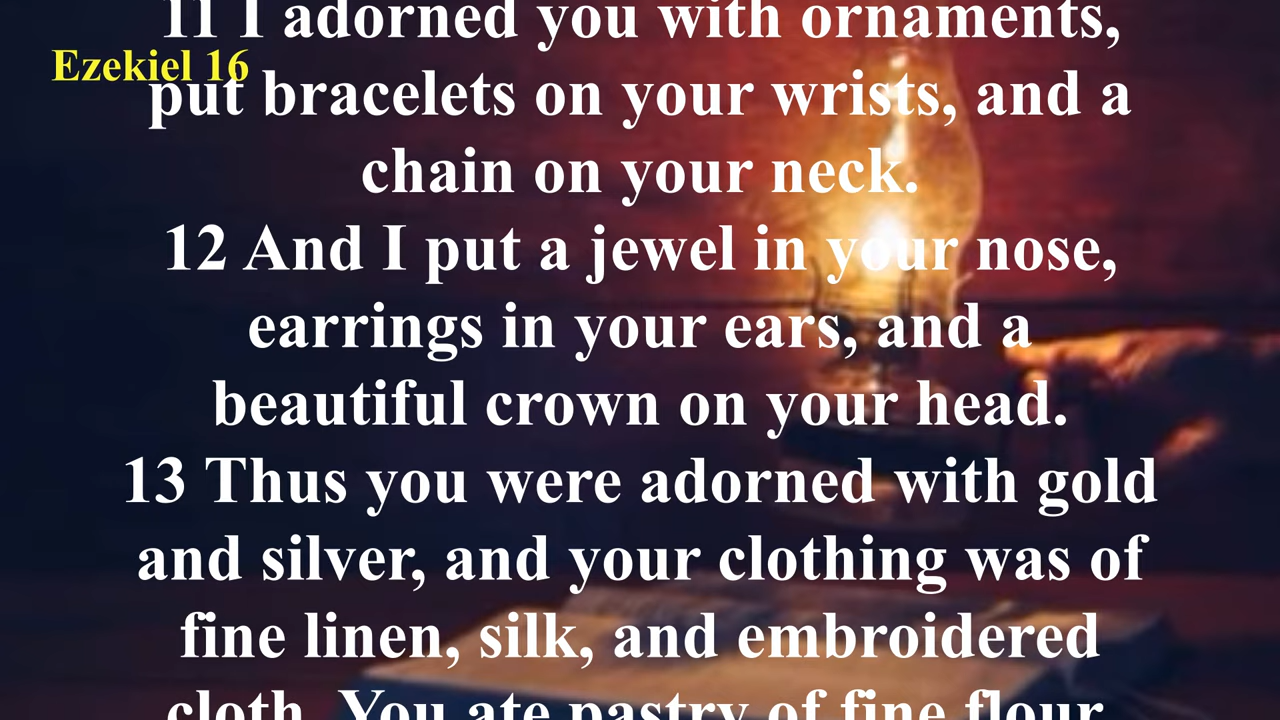 11 I adorned you with ornaments,
Ezekiel 16
put bracelets on your wrists, and a
chain on your neck.
12 And I put a jewel in your nose,
earrings in your ears, and a
beautiful crown on your head.
13 Thus you were adorned with gold
and silver, and your clothing was of
fine linen, silk, and embroidered
cloth. You ate pastry of fine flour,